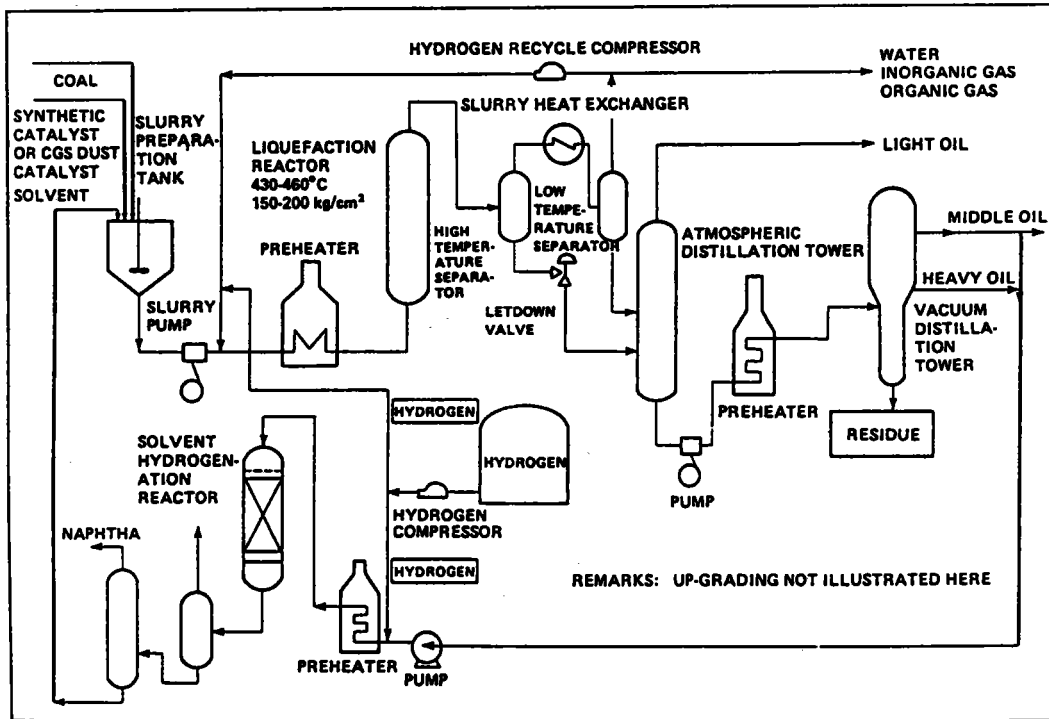 HYDROGEN RECYCLE COMPRESSOR
WATER
INORGANIC GAS
ORGANIC GAS
COAL
SYNTHETIC
CATALYST
OR CGS DUST
CATALYST
SOLVENT
SLURRY
PREPARA-
TION
TANK
LIQUEFACTION
REACTOR
430-460°C
150-200 kg/cm²
SLURRY HEAT EXCHANGER
LIGHT OIL
PREHEATER
HIGH
TEMPER-
ATURE
SEPARA-
TOR
LOW
TEMPE-
RATURE
SEPARATOR
ATMOSPHERIC
DISTILLATION TOWER
MIDDLE OIL
HEAVY OIL
SLURRY
PUMP
LETDOWN
VALVE
VACUUM
DISTILLA-
TION
TOWER
PREHEATER
RESIDUE
HYDROGEN
HYDROGEN
PUMP
SOLVENT
HYDROGEN-
ATION
REACTOR
HYDROGEN
COMPRESSOR
NAPHTHA
HYDROGEN
REMARKS: UP-GRADING NOT ILLUSTRATED HERE
PREHEATER
PUMP